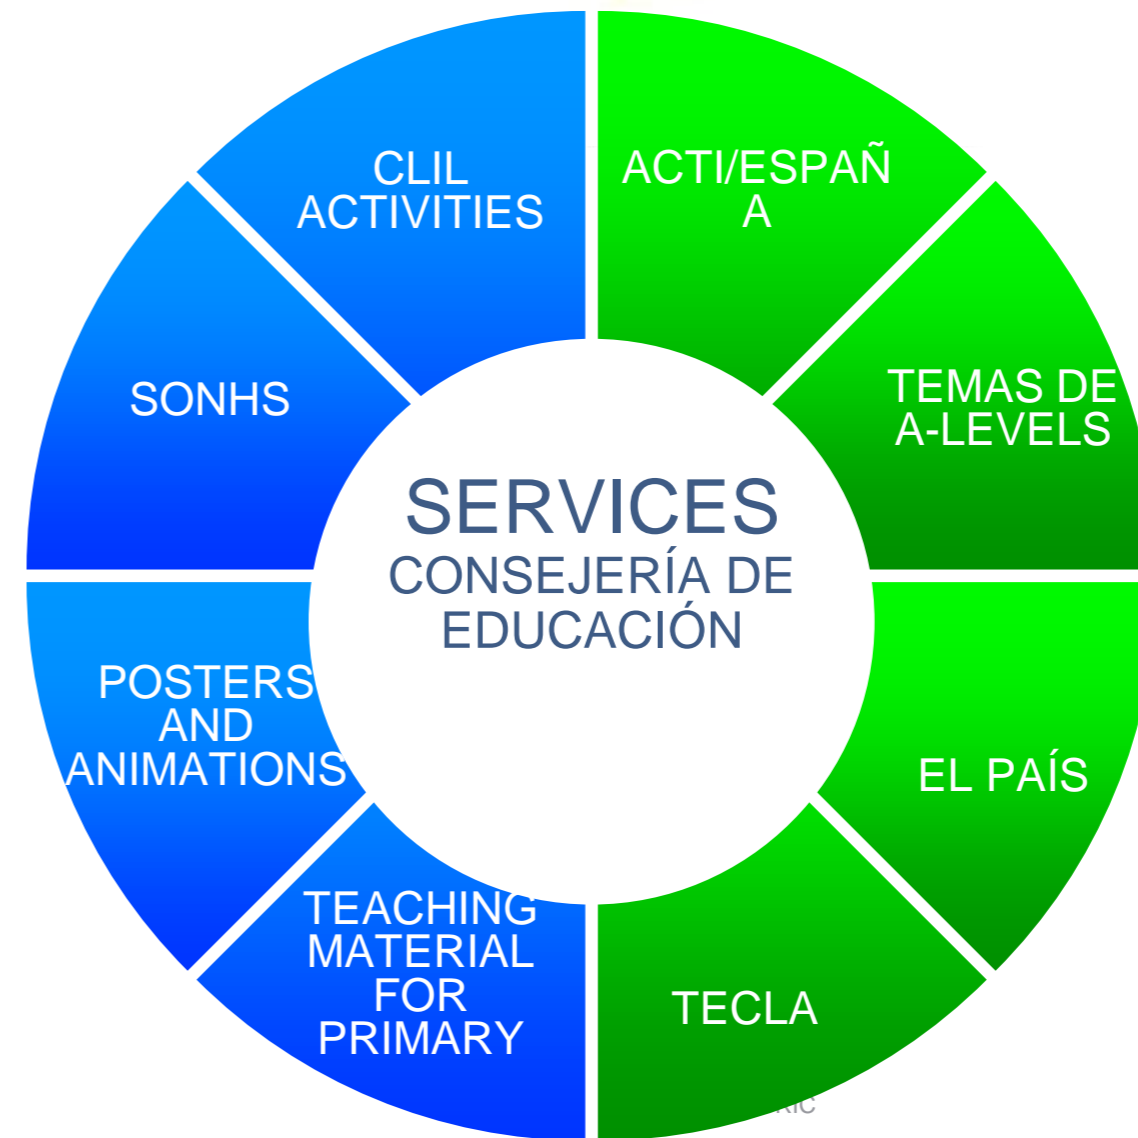 CLIL
ACTIVITIES
ACTI/ESPAÑ
A
SONHS
TEMAS DE
A-LEVELS
SERVICES
CONSEJERÍA DE
EDUCACIÓN
POSTERS
AND
ANIMATIONS
EL PAÍS
TEACHING
MATERIAL
FOR
PRIMARY
TECLA